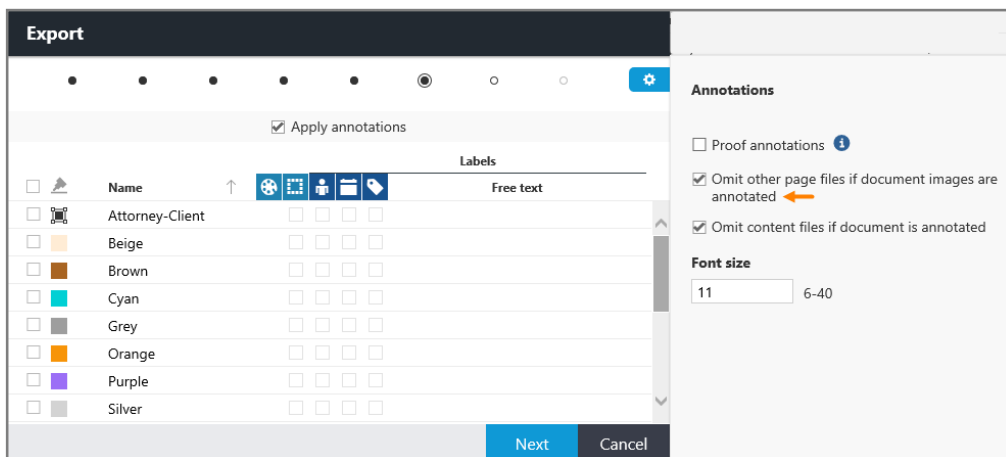 Export
Apply annotations
Labels
Name
Free text
Attorney-Client
Beige
Brown
Cyan
Grey
Orange
Purple
Silver
Next
Cancel
Annotations
Proof annotations
Omit other page files if document images are
annotated
Omit content files if document is annotated
Font size
11
6-40